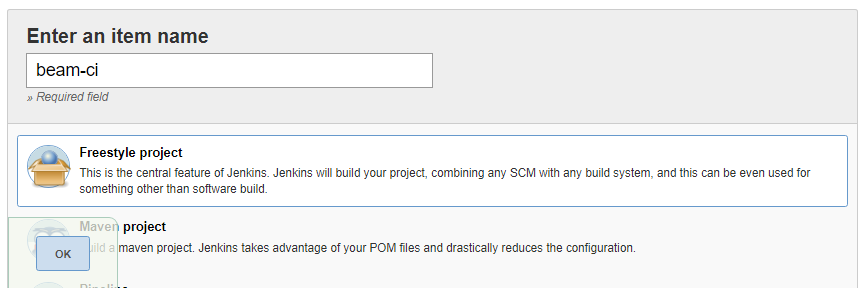 Enter an item name
beam-ci
» Required field
Freestyle project
This is the central feature of Jenkins. Jenkins will build your project, combining any SCM with any build system, and this can be even used for
something other than software build.
Maven project
Build a maven project. Jenkins takes advantage of your POM files and drastically reduces the configuration.
OK
Pipeline